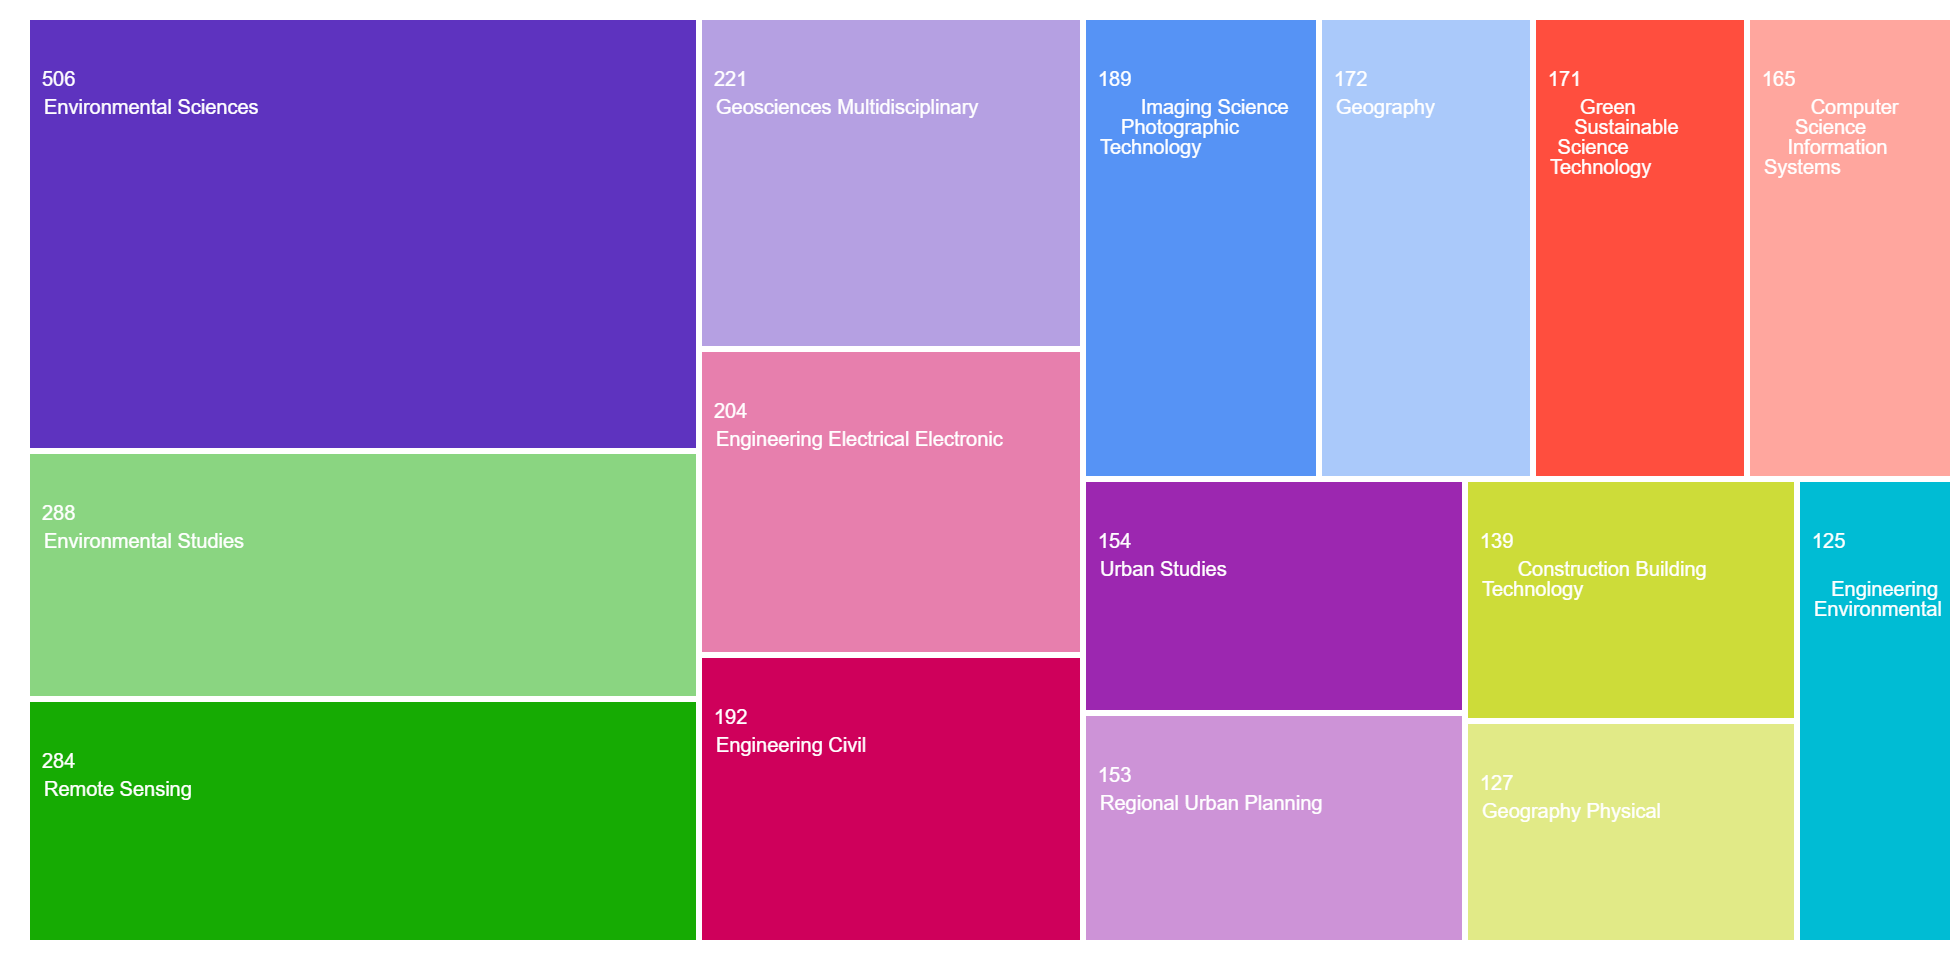 506
Environmental Sciences
288
Environmental Studies
284
Remote Sensing
221
Geosciences Multidisciplinary
204
Engineering Electrical Electronic
192
Engineering Civil
189
Imaging Science
Photographic
Technology
172
Geography
171
Green
Sustainable
Science
Technology
165
Computer
Science
Information
Systems
154
Urban Studies
153
Regional Urban Planning
139
Construction Building
Technology
127
Geography Physical
125
Engineering
Environmental